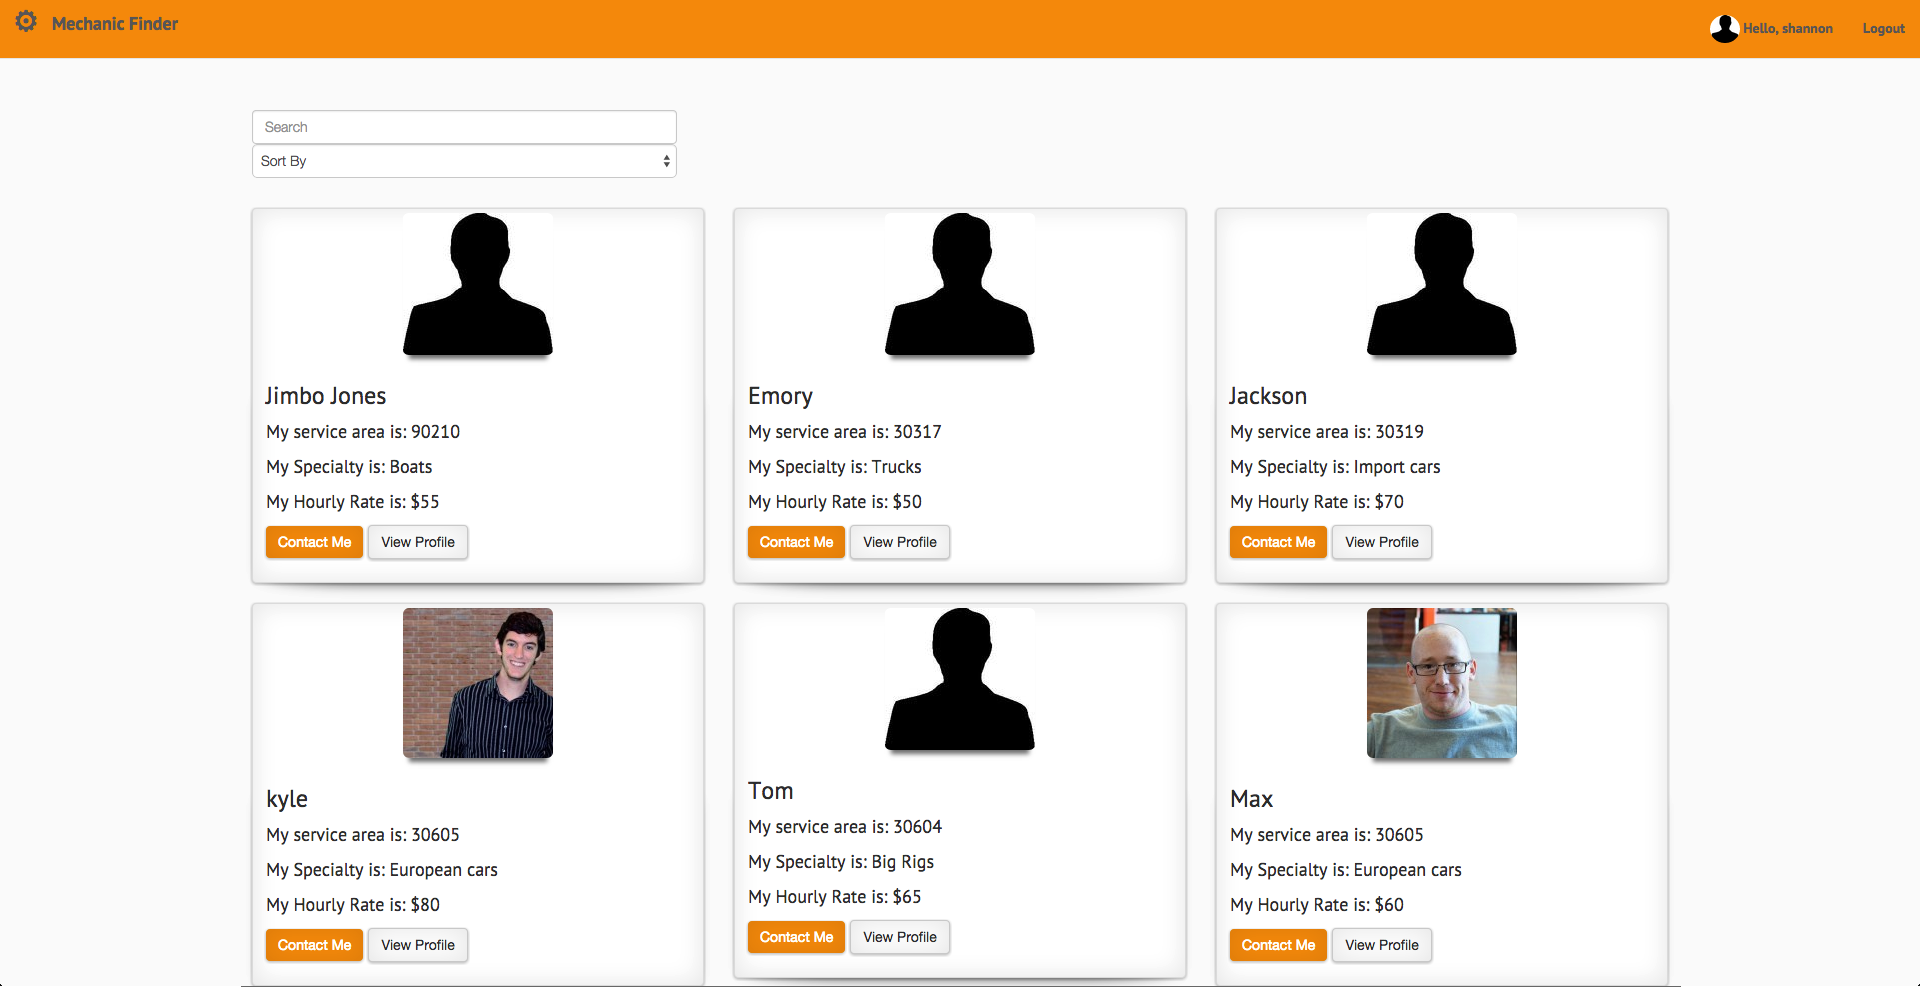 Mechanic Finder
Hello, shannon
Logout
Search
Sort By
Jimbo Jones
My service area is: 90210
My Specialty is: Boats
My Hourly Rate is: $55
Contact Me
View Profile
Emory
My service area is: 30317
My Specialty is: Trucks
My Hourly Rate is: $50
Contact Me
View Profile
Jackson
My service area is: 30319
My Specialty is: Import cars
My Hourly Rate is: $70
Contact Me
View Profile
kyle
My service area is: 30605
My Specialty is: European cars
My Hourly Rate is: $80
Contact Me
View Profile
Tom
My service area is: 30604
My Specialty is: Big Rigs
My Hourly Rate is: $65
Contact Me
View Profile
Max
My service area is: 30605
My Specialty is: European cars
My Hourly Rate is: $60
Contact Me
View Profile